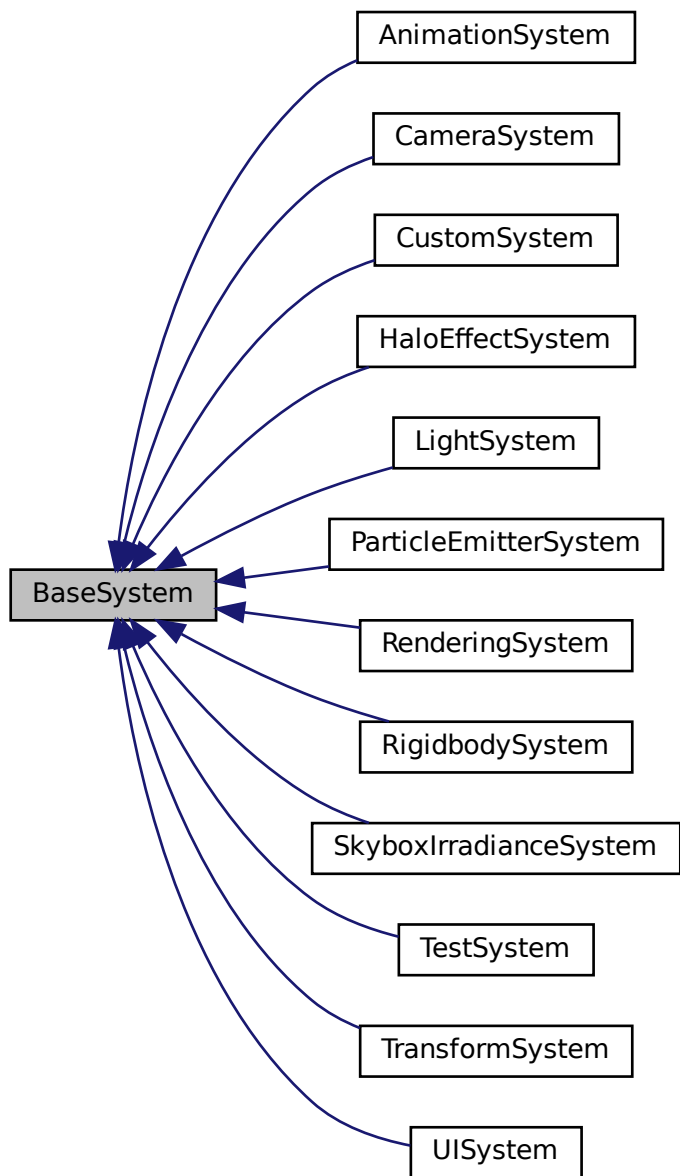 AnimationSystem
CameraSystem
CustomSystem
HaloEffectSystem
LightSystem
ParticleEmitterSystem
BaseSystem
RenderingSystem
RigidbodySystem
SkyboxIrradianceSystem
TestSystem
TransformSystem
UISystem